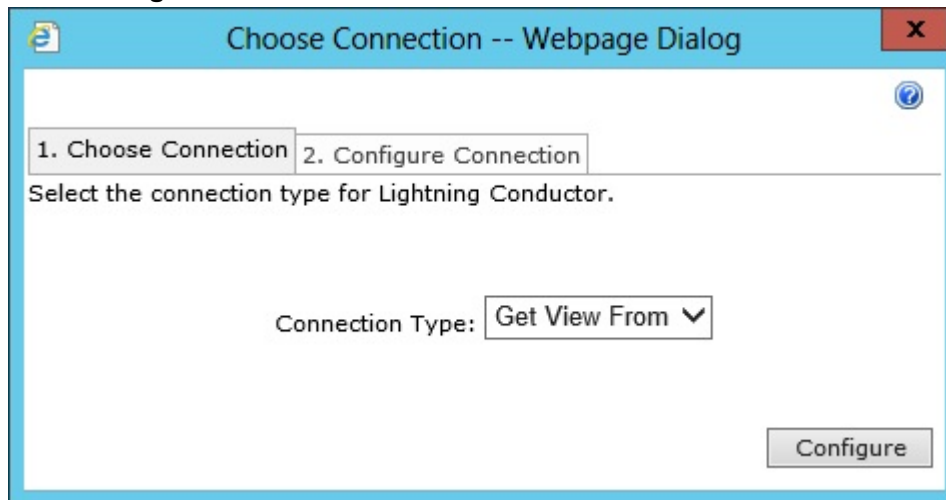 Choose Connection -- Webpage Dialog
x
?
1. Choose Connection 2. Configure Connection
Select the connection type for Lightning Conductor.
Connection Type: Get View From
Configure